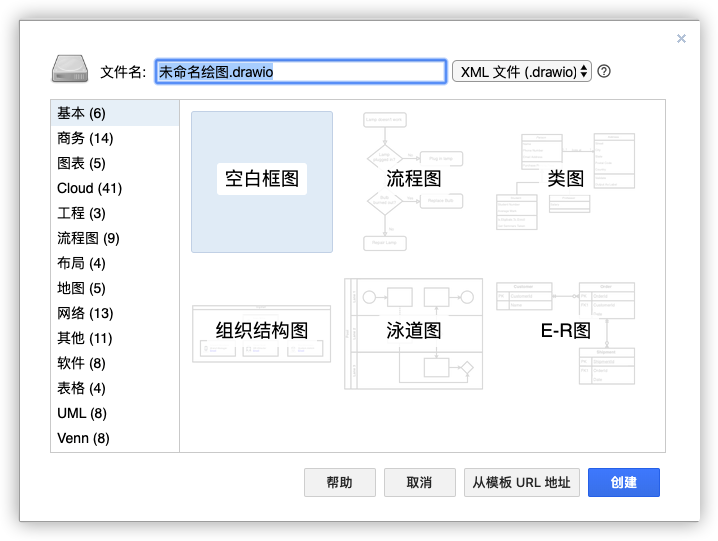 文件名: 未命名绘图.drawio XML 文件 (.drawio) ?
基本 (6)
商务 (14)
图表 (5)
Cloud (41)
工程 (3)
流程图 (9)
布局 (4)
地图 (5)
网络 (13)
其他 (11)
软件 (8)
表格 (4)
UML (8)
Venn (8)
空白框图
流程图
类图
组织结构图
泳道图
E-R图
帮助
取消
从模板 URL 地址
创建